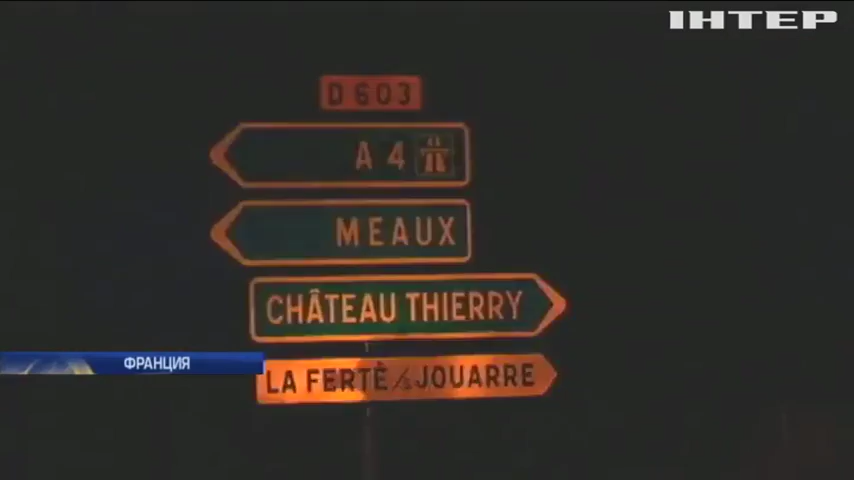 ІНТЕР
D 603
A 4
MEAUX
CHÂTEAU THIERRY
LA FERTÉ /s JOUARRE
ФРАНЦИЯ